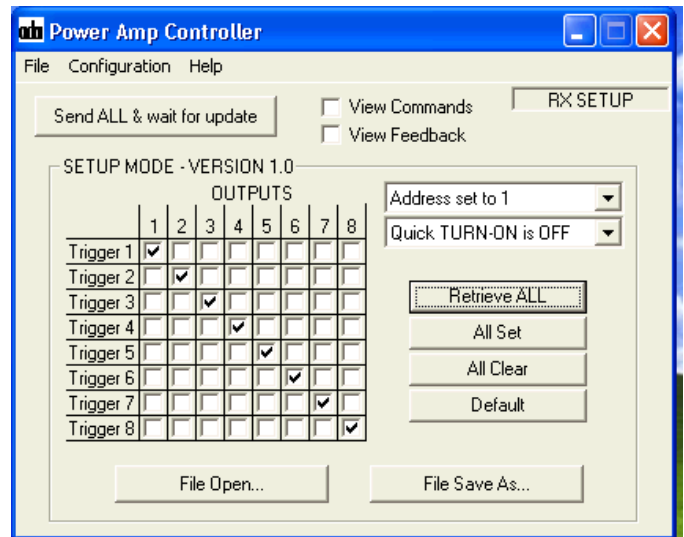 ada Power Amp Controller
File Configuration Help
Send ALL & wait for update
View Commands
View Feedback
RX SETUP
SETUP MODE - VERSION 1.0
OUTPUTS
1 2 3 4 5 6 7 8
Trigger 1
Trigger 2
Trigger 3
Trigger 4
Trigger 5
Trigger 6
Trigger 7
Trigger 8
Address set to 1
Quick TURN-ON is OFF
Retrieve ALL
All Set
All Clear
Default
File Open...
File Save As...